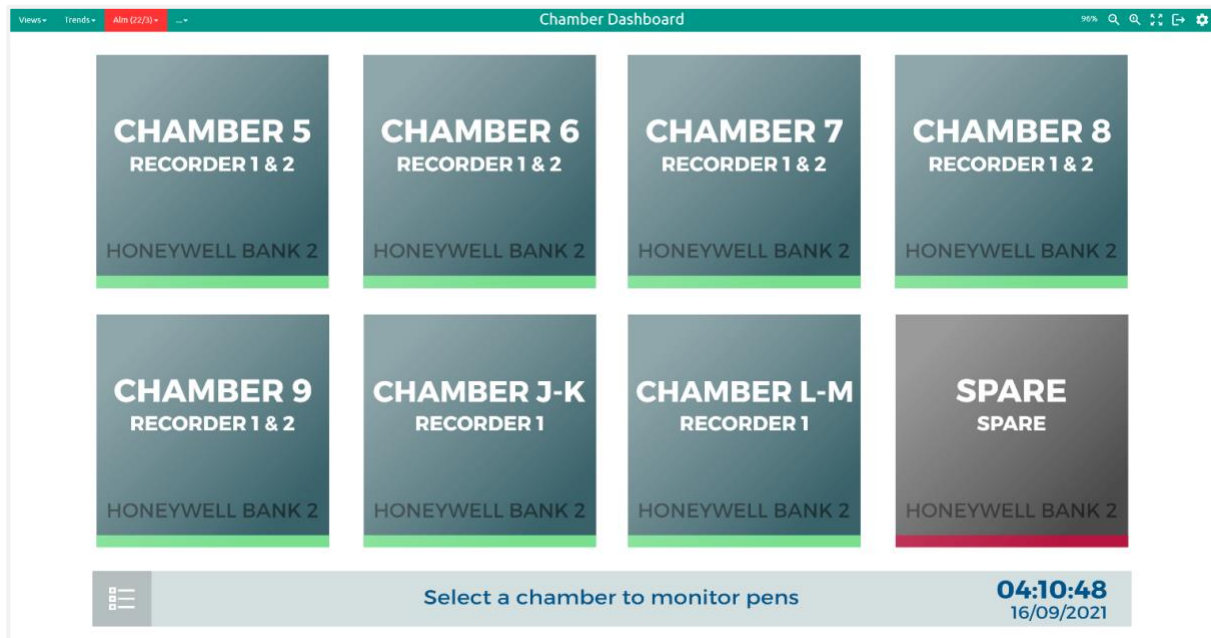 Views Trends Alm (22/3) ... Chamber Dashboard 96%
CHAMBER 5
RECORDER 1 & 2
HONEYWELL BANK 2
CHAMBER 6
RECORDER 1 & 2
HONEYWELL BANK 2
CHAMBER 7
RECORDER 1 & 2
HONEYWELL BANK 2
CHAMBER 8
RECORDER 1 & 2
HONEYWELL BANK 2
CHAMBER 9
RECORDER 1 & 2
HONEYWELL BANK 2
CHAMBER J-K
RECORDER 1
HONEYWELL BANK 2
CHAMBER L-M
RECORDER 1
HONEYWELL BANK 2
SPARE
SPARE
HONEYWELL BANK 2
Select a chamber to monitor pens
04:10:48
16/09/2021